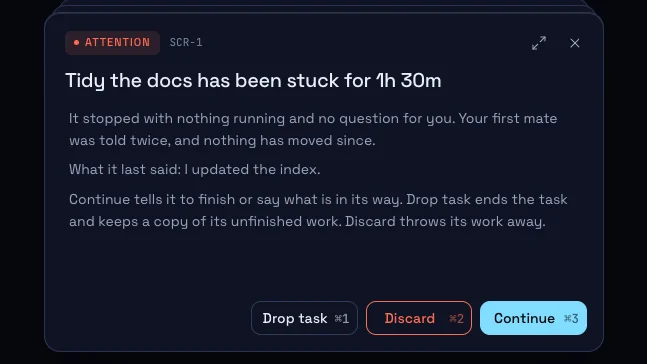 ATTENTION SCR-1
Tidy the docs has been stuck for 1h 30m
It stopped with nothing running and no question for you. Your first mate
was told twice, and nothing has moved since.
What it last said: I updated the index.
Continue tells it to finish or say what is in its way. Drop task ends the task
and keeps a copy of its unfinished work. Discard throws its work away.
Drop task ⌘1 Discard ⌘2 Continue ⌘3